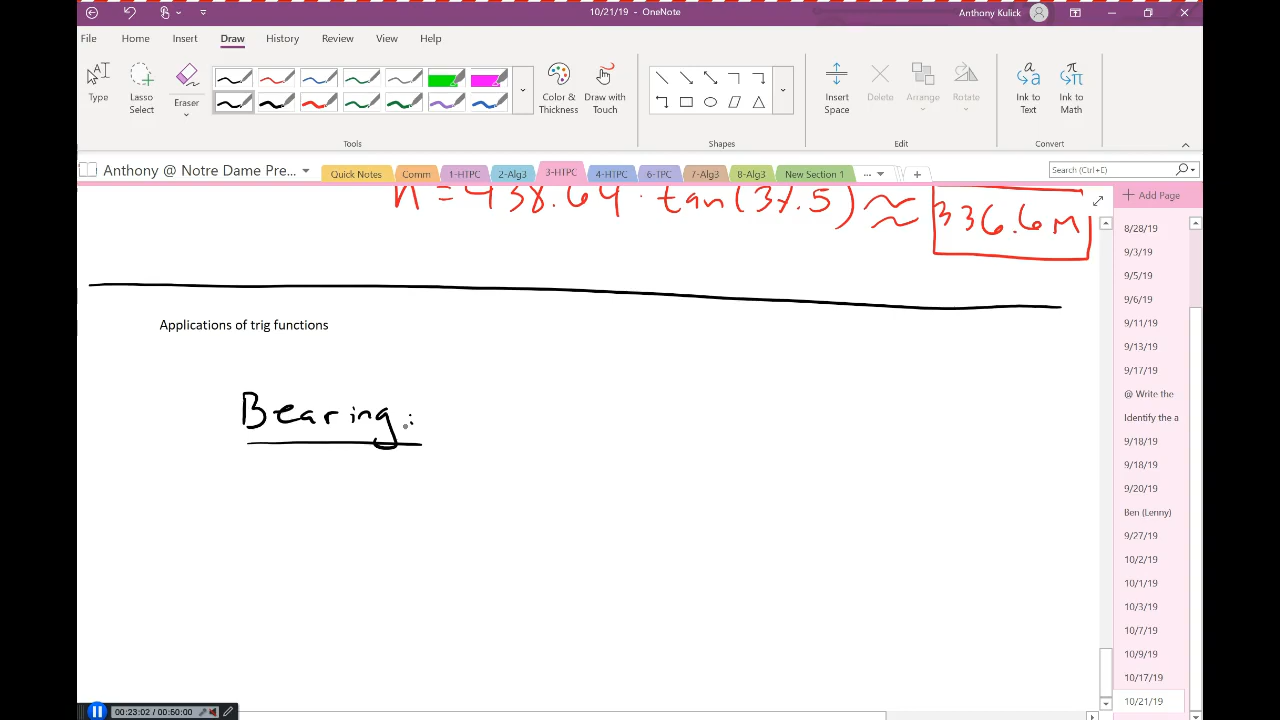 10/21/19 - OneNote
Anthony Kulick
File Home Insert Draw History Review View Help
Type
Lasso Select
Eraser
Color & Thickness
Draw with Touch
Insert Space
Delete
Arrange
Rotate
Ink to Text
Ink to Math
Tools
Shapes
Edit
Convert
Anthony @ Notre Dame Pre...
Quick Notes Comm 1-HTPC 2-Alg3 3-HTPC 4-HTPC 6-TPC 7-Alg3 8-Alg3 New Section 1
Search (Ctrl+E)
Add Page
h = 438.64 · tan(37.5) ≈ 336.6 M
Applications of trig functions
Bearing:
8/28/19
9/3/19
9/5/19
9/6/19
9/11/19
9/13/19
9/17/19
@ Write the
Identify the a
9/18/19
9/18/19
9/20/19
Ben (Lenny)
9/27/19
10/2/19
10/1/19
10/3/19
10/7/19
10/9/19
10/17/19
10/21/19
00:23:02 / 00:50:00